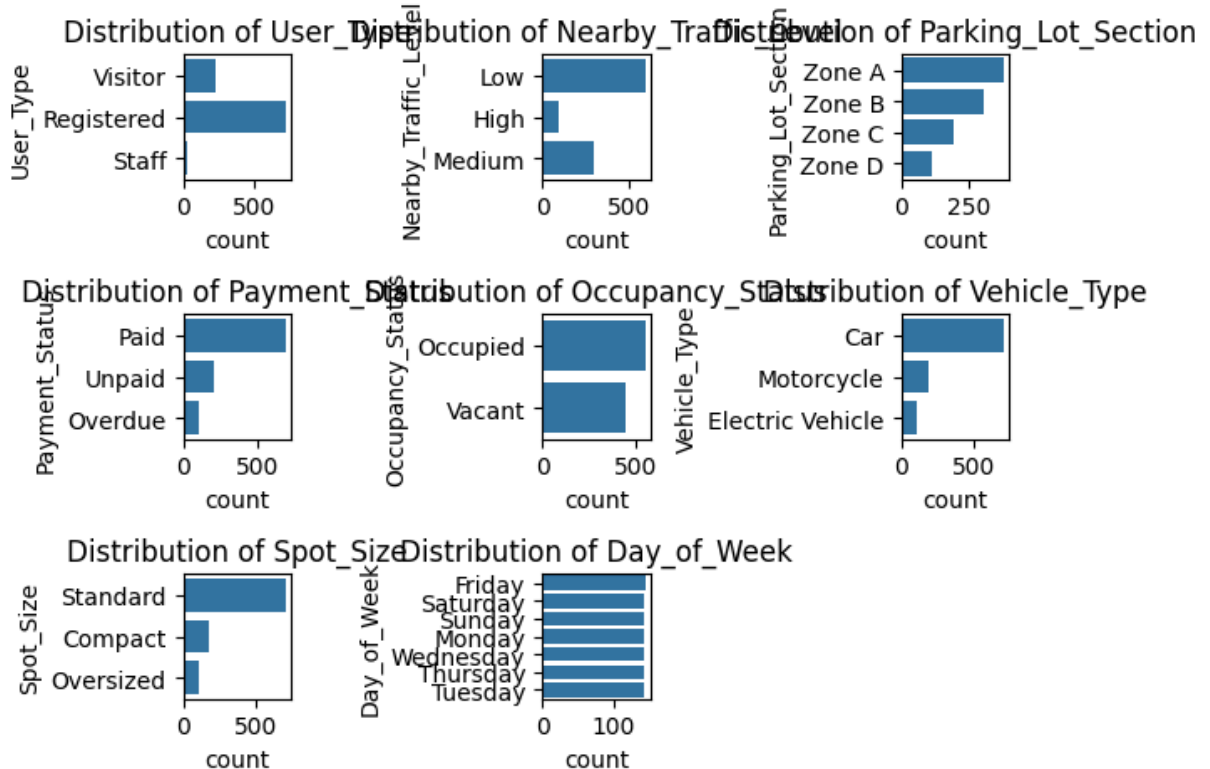 Distribution of User_Type
User_Type
Visitor
Registered
Staff
0 500
count
Distribution of Nearby_Traffic_Level
Nearby_Traffic_Level
Low
High
Medium
0 500
count
Distribution of Parking_Lot_Section
Parking_Lot_Section
Zone A
Zone B
Zone C
Zone D
0 250
count
Distribution of Payment_Status
Payment_Status
Paid
Unpaid
Overdue
0 500
count
Distribution of Occupancy_Status
Occupancy_Status
Occupied
Vacant
0 500
count
Distribution of Vehicle_Type
Vehicle_Type
Car
Motorcycle
Electric Vehicle
0 500
count
Distribution of Spot_Size
Spot_Size
Standard
Compact
Oversized
0 500
count
Distribution of Day_of_Week
Day_of_Week
Friday
Saturday
Sunday
Monday
Wednesday
Thursday
Tuesday
0 100
count